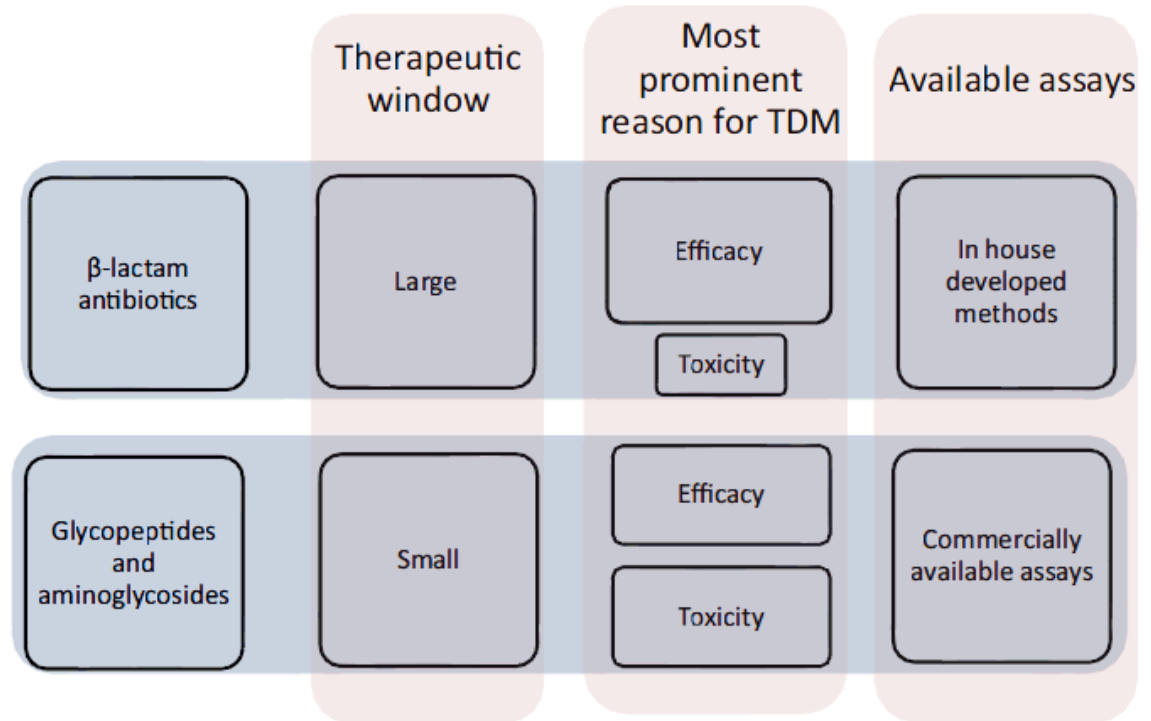 Therapeutic
window
Most
prominent
reason for TDM
Available assays
β-lactam
antibiotics
Large
Efficacy
Toxicity
In house
developed
methods
Glycopeptides
and
aminoglycosides
Small
Efficacy
Toxicity
Commercially
available assays